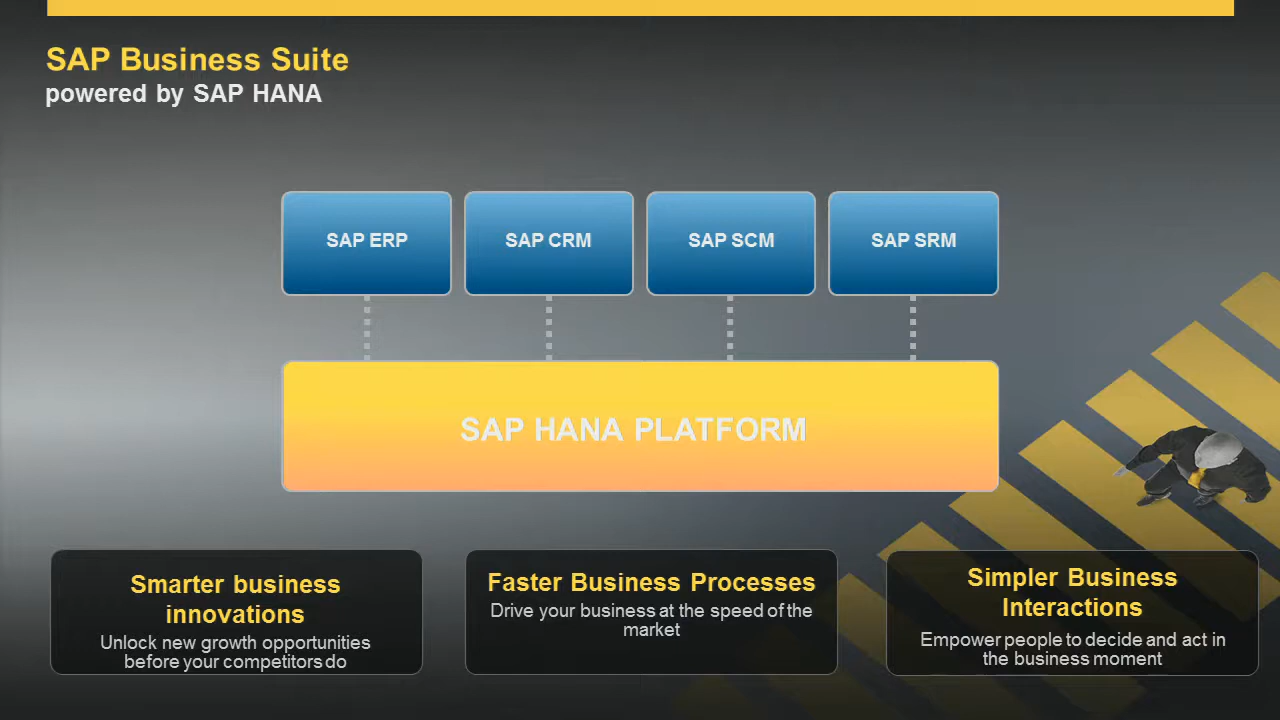 SAP Business Suite
powered by SAP HANA
SAP ERP
SAP CRM
SAP SCM
SAP SRM
SAP HANA PLATFORM
Smarter business
innovations
Unlock new growth opportunities
before your competitors do
Faster Business Processes
Drive your business at the speed of the
market
Simpler Business
Interactions
Empower people to decide and act in
the business moment